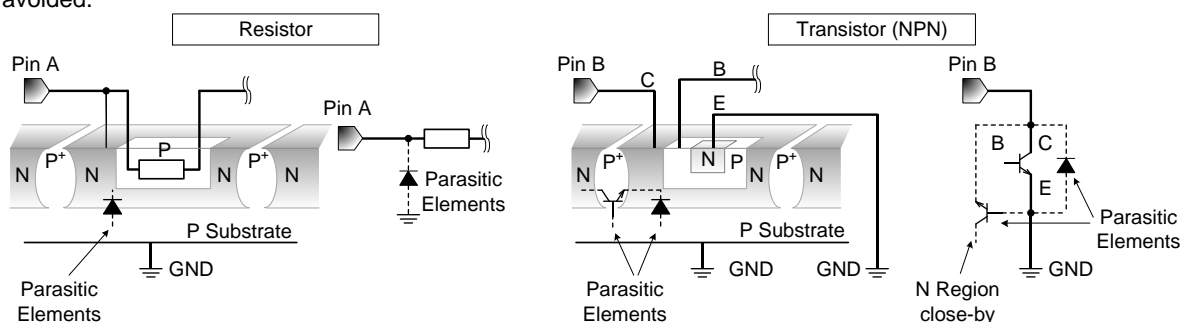 avoided.
Resistor
Transistor (NPN)
Pin A
Pin A
N
P+
N
P
N
P+
N
Parasitic
Elements
P Substrate
GND
Parasitic
Elements
Pin B
C
B
E
N
P+
N
P
N
P+
N
P Substrate
GND
GND
Parasitic
Elements
Pin B
B
C
E
Parasitic
Elements
GND
N Region
close-by